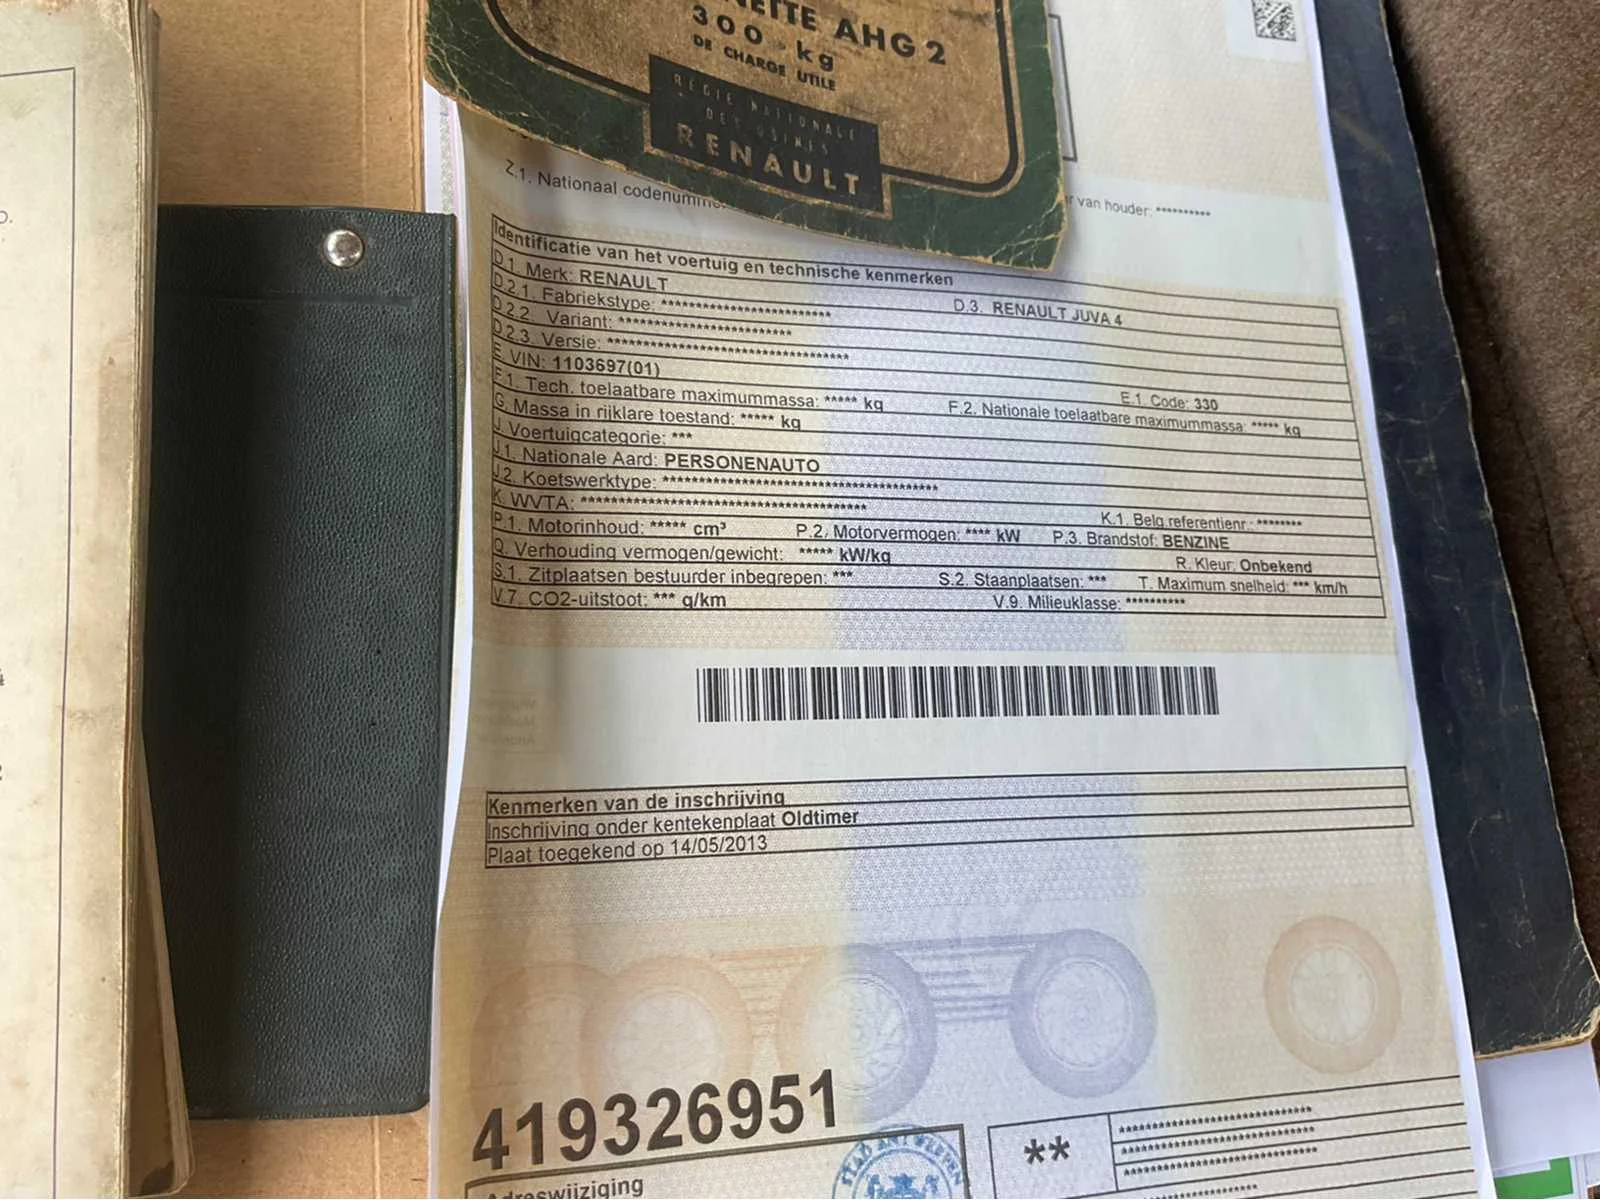 AHG2
300 kg
DE CHARGE UTILE
RÉGIE NATIONALE
DES USINES
RENAULT
Z.1. Nationaal
van houder: **********
Identificatie van het voertuig en technische kenmerken
D.1. Merk: RENAULT
D.2.1. Fabriekstype: *************************
D.3. RENAULT JUVA 4
D.2.2. Variant: *************************
D.2.3. Versie: ***********************************
E. VIN: 1103697(01)
E.1. Code: 330
F.1. Tech. toelaatbare maximummassa: ***** kg
F.2. Nationale toelaatbare maximummassa: ***** kg
G. Massa in rijklare toestand: ***** kg
J. Voertuigcategorie: ***
J.1. Nationale Aard: PERSONENAUTO
J.2. Koetswerktype: ***********************************
K. WVTA: ***********************************
K.1. Belg.referentienr.: ********
P.1. Motorinhoud: ***** cm³ P.2. Motorvermogen: **** kW P.3. Brandstof: BENZINE
Q. Verhouding vermogen/gewicht: ***** kW/kg
R. Kleur: Onbekend
S.1. Zitplaatsen bestuurder inbegrepen: *** S.2. Staanplaatsen: *** T. Maximum snelheid: *** km/h
V.7. CO2-uitstoot: *** g/km
V.9. Milieuklasse: **********
Kenmerken van de inschrijving
Inschrijving onder kentekenplaat Oldtimer
Plaat toegekend op 14/05/2013
419326951
STAD ANTWERPEN
**
Adreswijziging